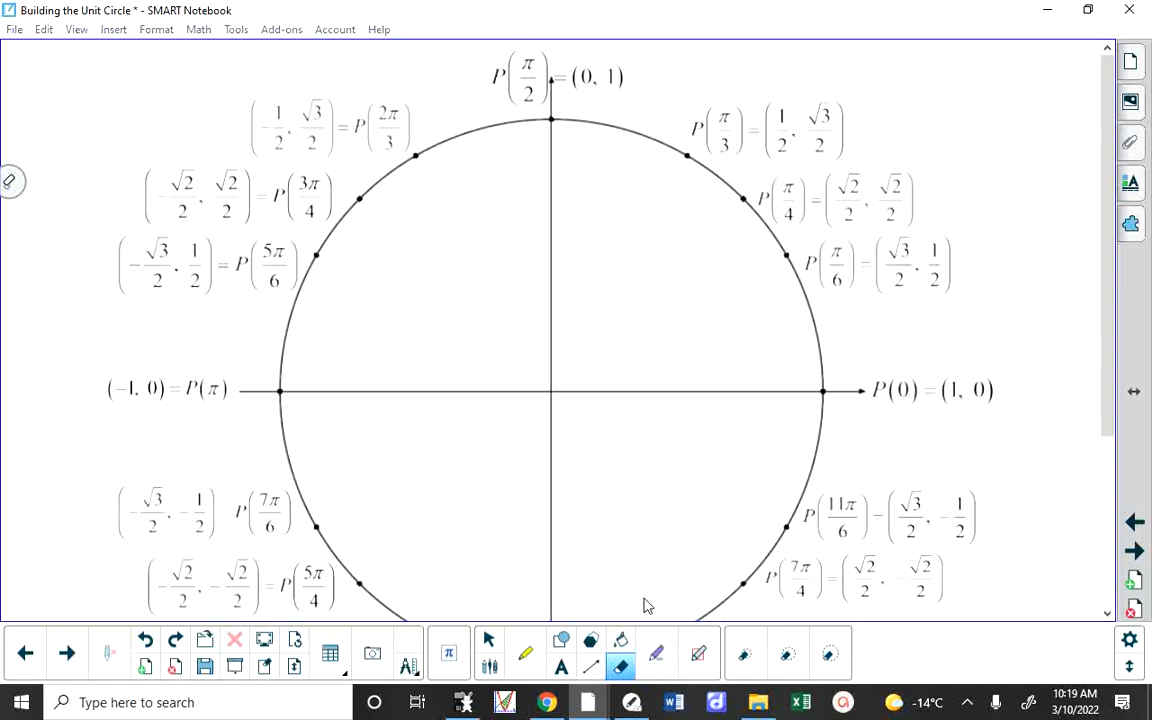 Building the Unit Circle * - SMART Notebook
File Edit View Insert Format Math Tools Add-ons Account Help
P(π/2) = (0, 1)
(-1/2, √3/2) = P(2π/3)
P(π/3) = (1/2, √3/2)
(-√2/2, √2/2) = P(3π/4)
P(π/4) = (√2/2, √2/2)
(-√3/2, 1/2) = P(5π/6)
P(π/6) = (√3/2, 1/2)
(-1, 0) = P(π)
P(0) = (1, 0)
(-√3/2, -1/2) P(7π/6)
P(11π/6) = (√3/2, -1/2)
(-√2/2, -√2/2) = P(5π/4)
P(7π/4) = (√2/2, -√2/2)
π
A
Type here to search
-14°C
10:19 AM
3/10/2022